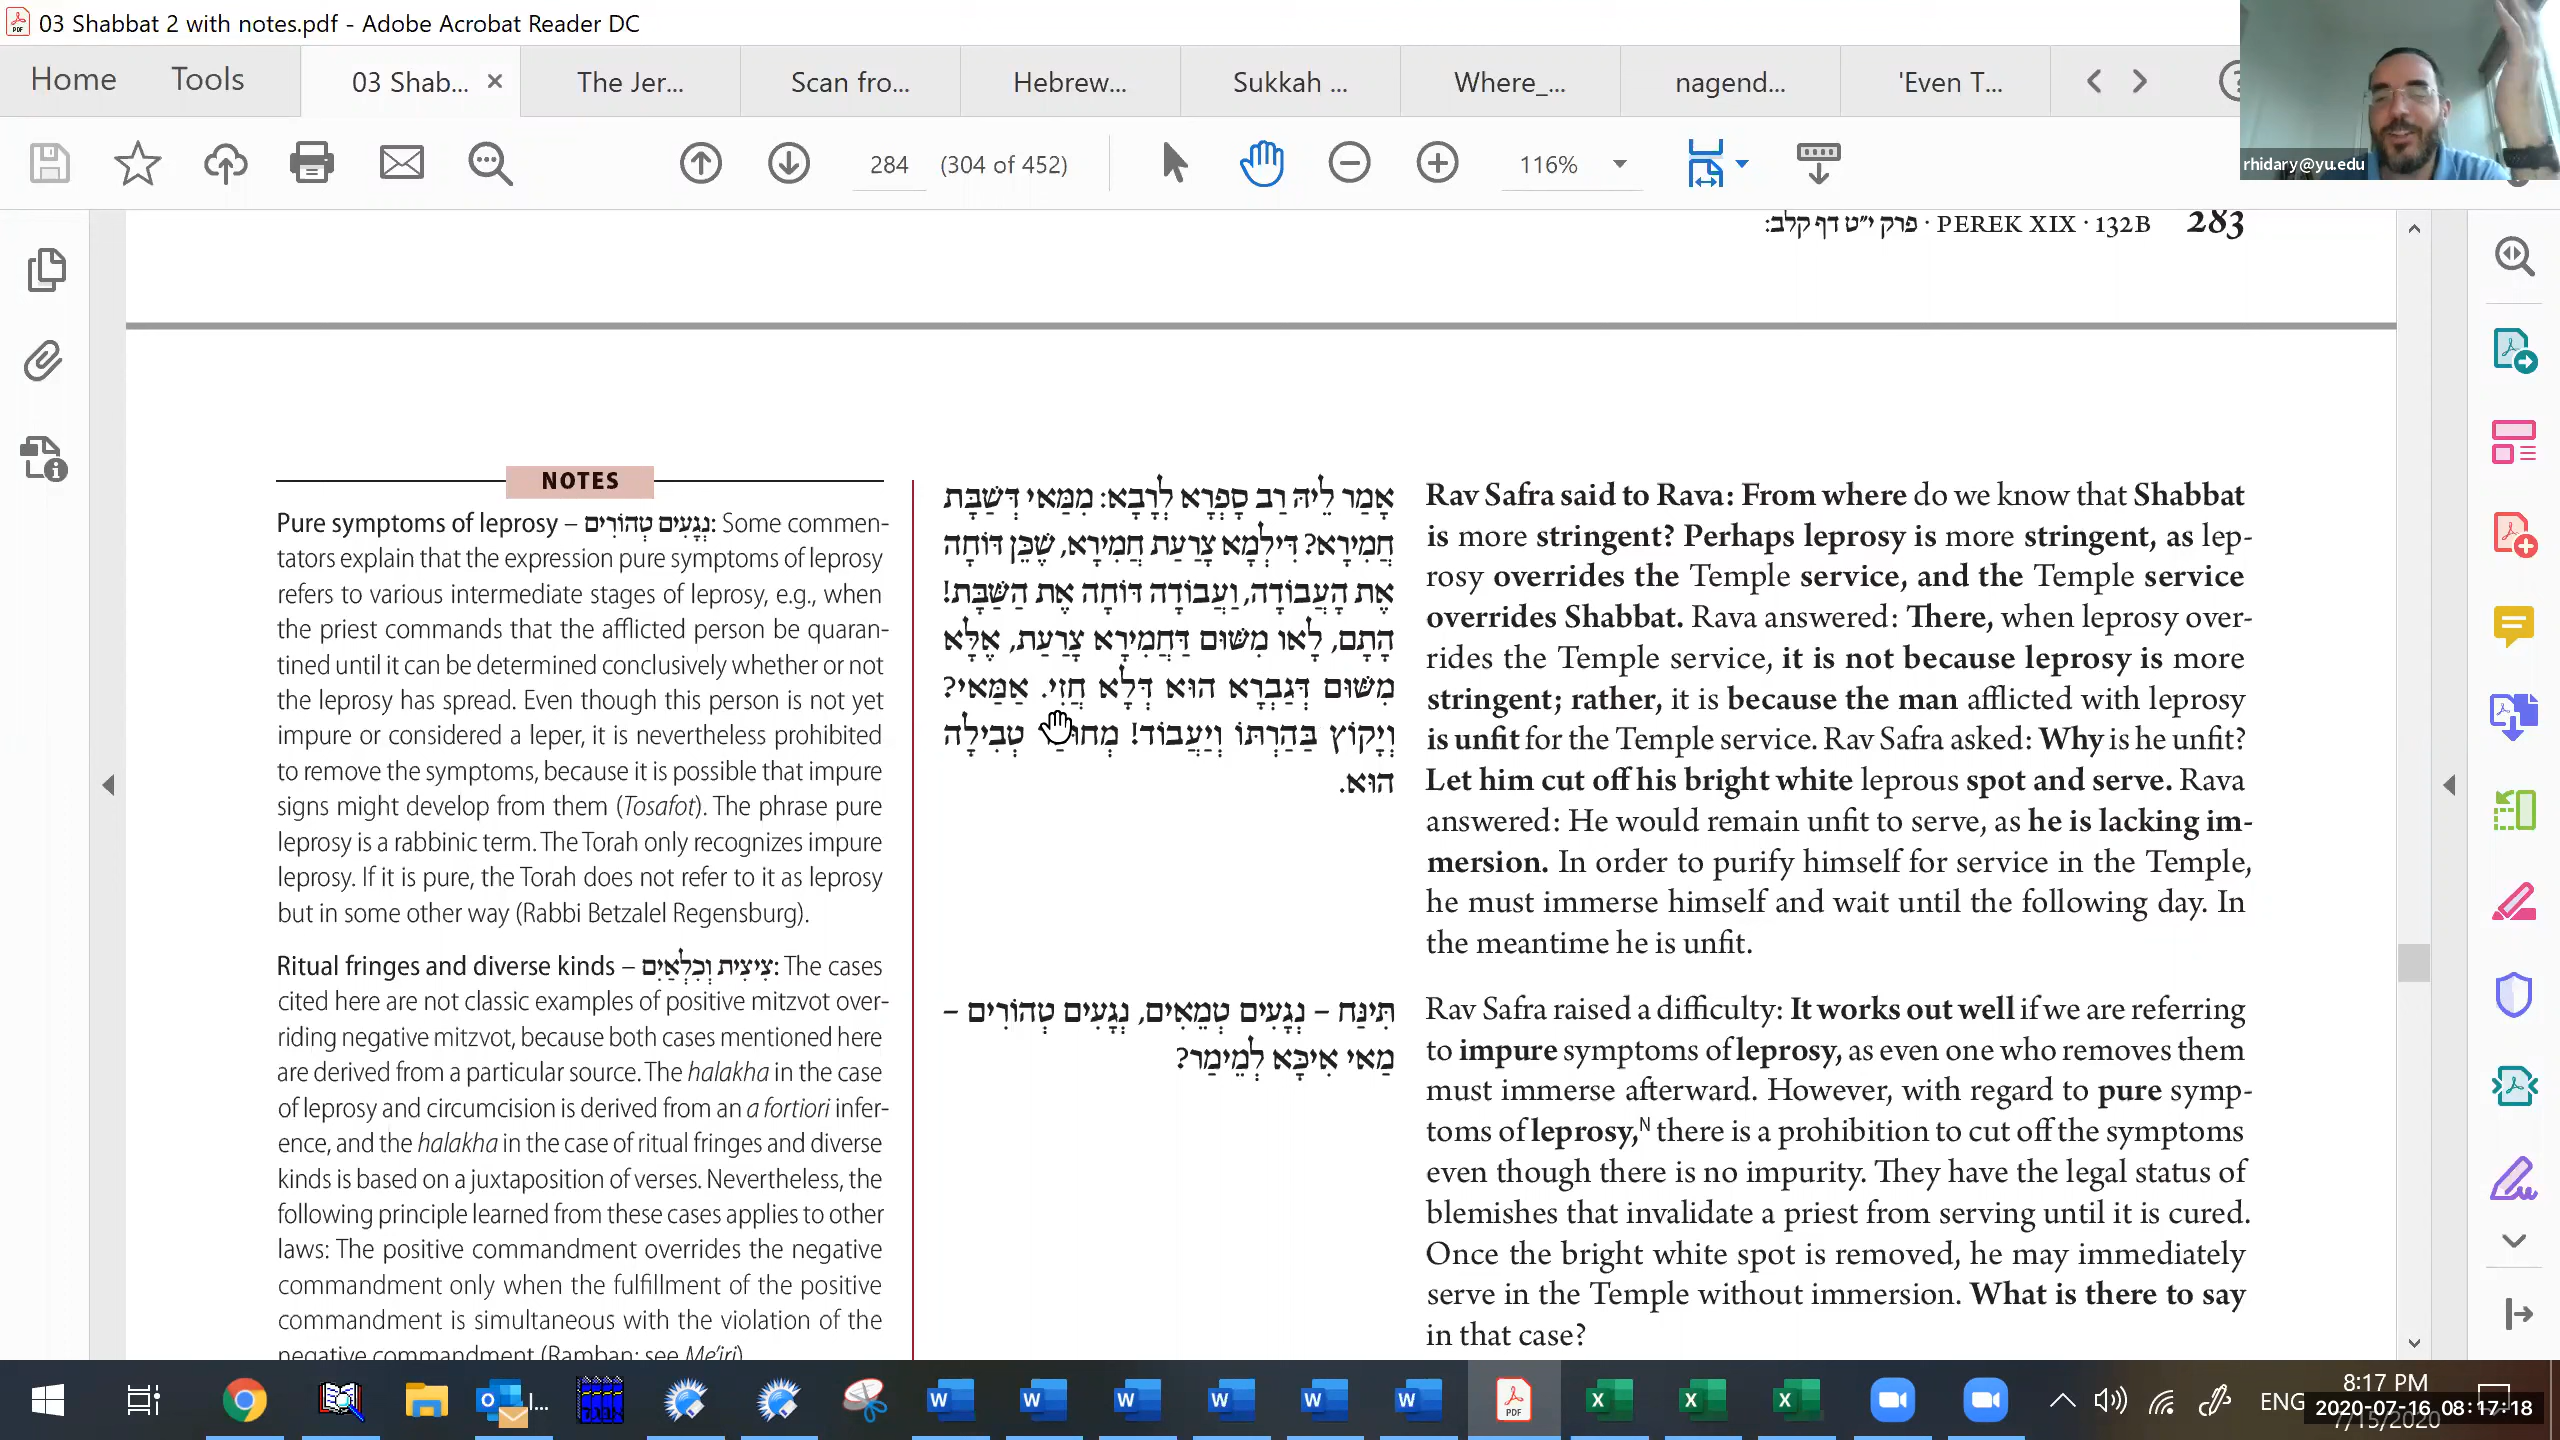 03 Shabbat 2 with notes.pdf - Adobe Acrobat Reader DC
Home
Tools
03 Shab...
The Jer...
Scan fro...
Hebrew...
Sukkah ...
Where_...
nagend...
'Even T...
284
(304 of 452)
116%
rhidary@yu.edu
פרק י״ט דף קלב: · PEREK XIX · 132B 283
NOTES
Pure symptoms of leprosy – נְגָעִים טְהוֹרִים: Some commen-
tators explain that the expression pure symptoms of leprosy
refers to various intermediate stages of leprosy, e.g., when
the priest commands that the afflicted person be quaran-
tined until it can be determined conclusively whether or not
the leprosy has spread. Even though this person is not yet
impure or considered a leper, it is nevertheless prohibited
to remove the symptoms, because it is possible that impure
signs might develop from them (Tosafot). The phrase pure
leprosy is a rabbinic term. The Torah only recognizes impure
leprosy. If it is pure, the Torah does not refer to it as leprosy
but in some other way (Rabbi Betzalel Regensburg).
Ritual fringes and diverse kinds – צִיצִית וְכִלְאַיִם: The cases
cited here are not classic examples of positive mitzvot over-
riding negative mitzvot, because both cases mentioned here
are derived from a particular source. The halakha in the case
of leprosy and circumcision is derived from an a fortiori infer-
ence, and the halakha in the case of ritual fringes and diverse
kinds is based on a juxtaposition of verses. Nevertheless, the
following principle learned from these cases applies to other
laws: The positive commandment overrides the negative
commandment only when the fulfillment of the positive
commandment is simultaneous with the violation of the
negative commandment (Ramban; see Me'iri).
אָמַר לֵיהּ רַב סָפְרָא לְרָבָא: מִמַּאי דְּשַׁבָּת
חֲמִירָא? דִּילְמָא צָרַעַת חֲמִירָא, שֶׁכֵּן דּוֹחָה
אֶת הָעֲבוֹדָה, וַעֲבוֹדָה דּוֹחָה אֶת הַשַּׁבָּת!
הָתָם, לָאו מִשּׁוּם דַּחֲמִירָא צָרַעַת, אֶלָּא
מִשּׁוּם דְּגַבְרָא הוּא דְּלָא חֲזֵי. אַמַּאי?
וְיָקוֹץ בַּהַרְתּוֹ וְיַעֲבוֹד! טְבִילָה
הוּא.
תִּינַּח – נְגָעִים טְמֵאִים, נְגָעִים טְהוֹרִים –
מַאי אִיכָּא לְמֵימַר?
Rav Safra said to Rava: From where do we know that Shabbat
is more stringent? Perhaps leprosy is more stringent, as lep-
rosy overrides the Temple service, and the Temple service
overrides Shabbat. Rava answered: There, when leprosy over-
rides the Temple service, it is not because leprosy is more
stringent; rather, it is because the man afflicted with leprosy
is unfit for the Temple service. Rav Safra asked: Why is he unfit?
Let him cut off his bright white leprous spot and serve. Rava
answered: He would remain unfit to serve, as he is lacking im-
mersion. In order to purify himself for service in the Temple,
he must immerse himself and wait until the following day. In
the meantime he is unfit.
Rav Safra raised a difficulty: It works out well if we are referring
to impure symptoms of leprosy, as even one who removes them
must immerse afterward. However, with regard to pure symp-
toms of leprosy,N there is a prohibition to cut off the symptoms
even though there is no impurity. They have the legal status of
blemishes that invalidate a priest from serving until it is cured.
Once the bright white spot is removed, he may immediately
serve in the Temple without immersion. What is there to say
in that case?
I...
ENG
8:17 PM
2020-07-16 08:17:18
7/15/2020